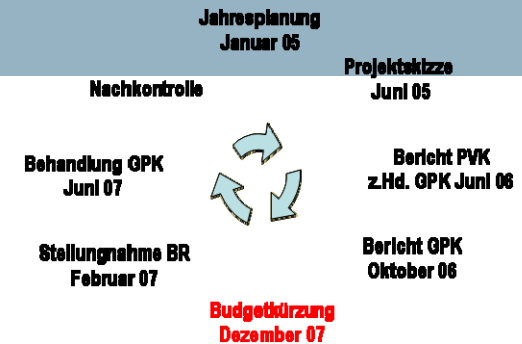 Jahresplanung
Januar 05
Projektskizze
Juni 05
Bericht PVK
z.Hd. GPK Juni 06
Bericht GPK
Oktober 06
Budgetkürzung
Dezember 07
Stellungnahme BR
Februar 07
Behandlung GPK
Juni 07
Nachkontrolle